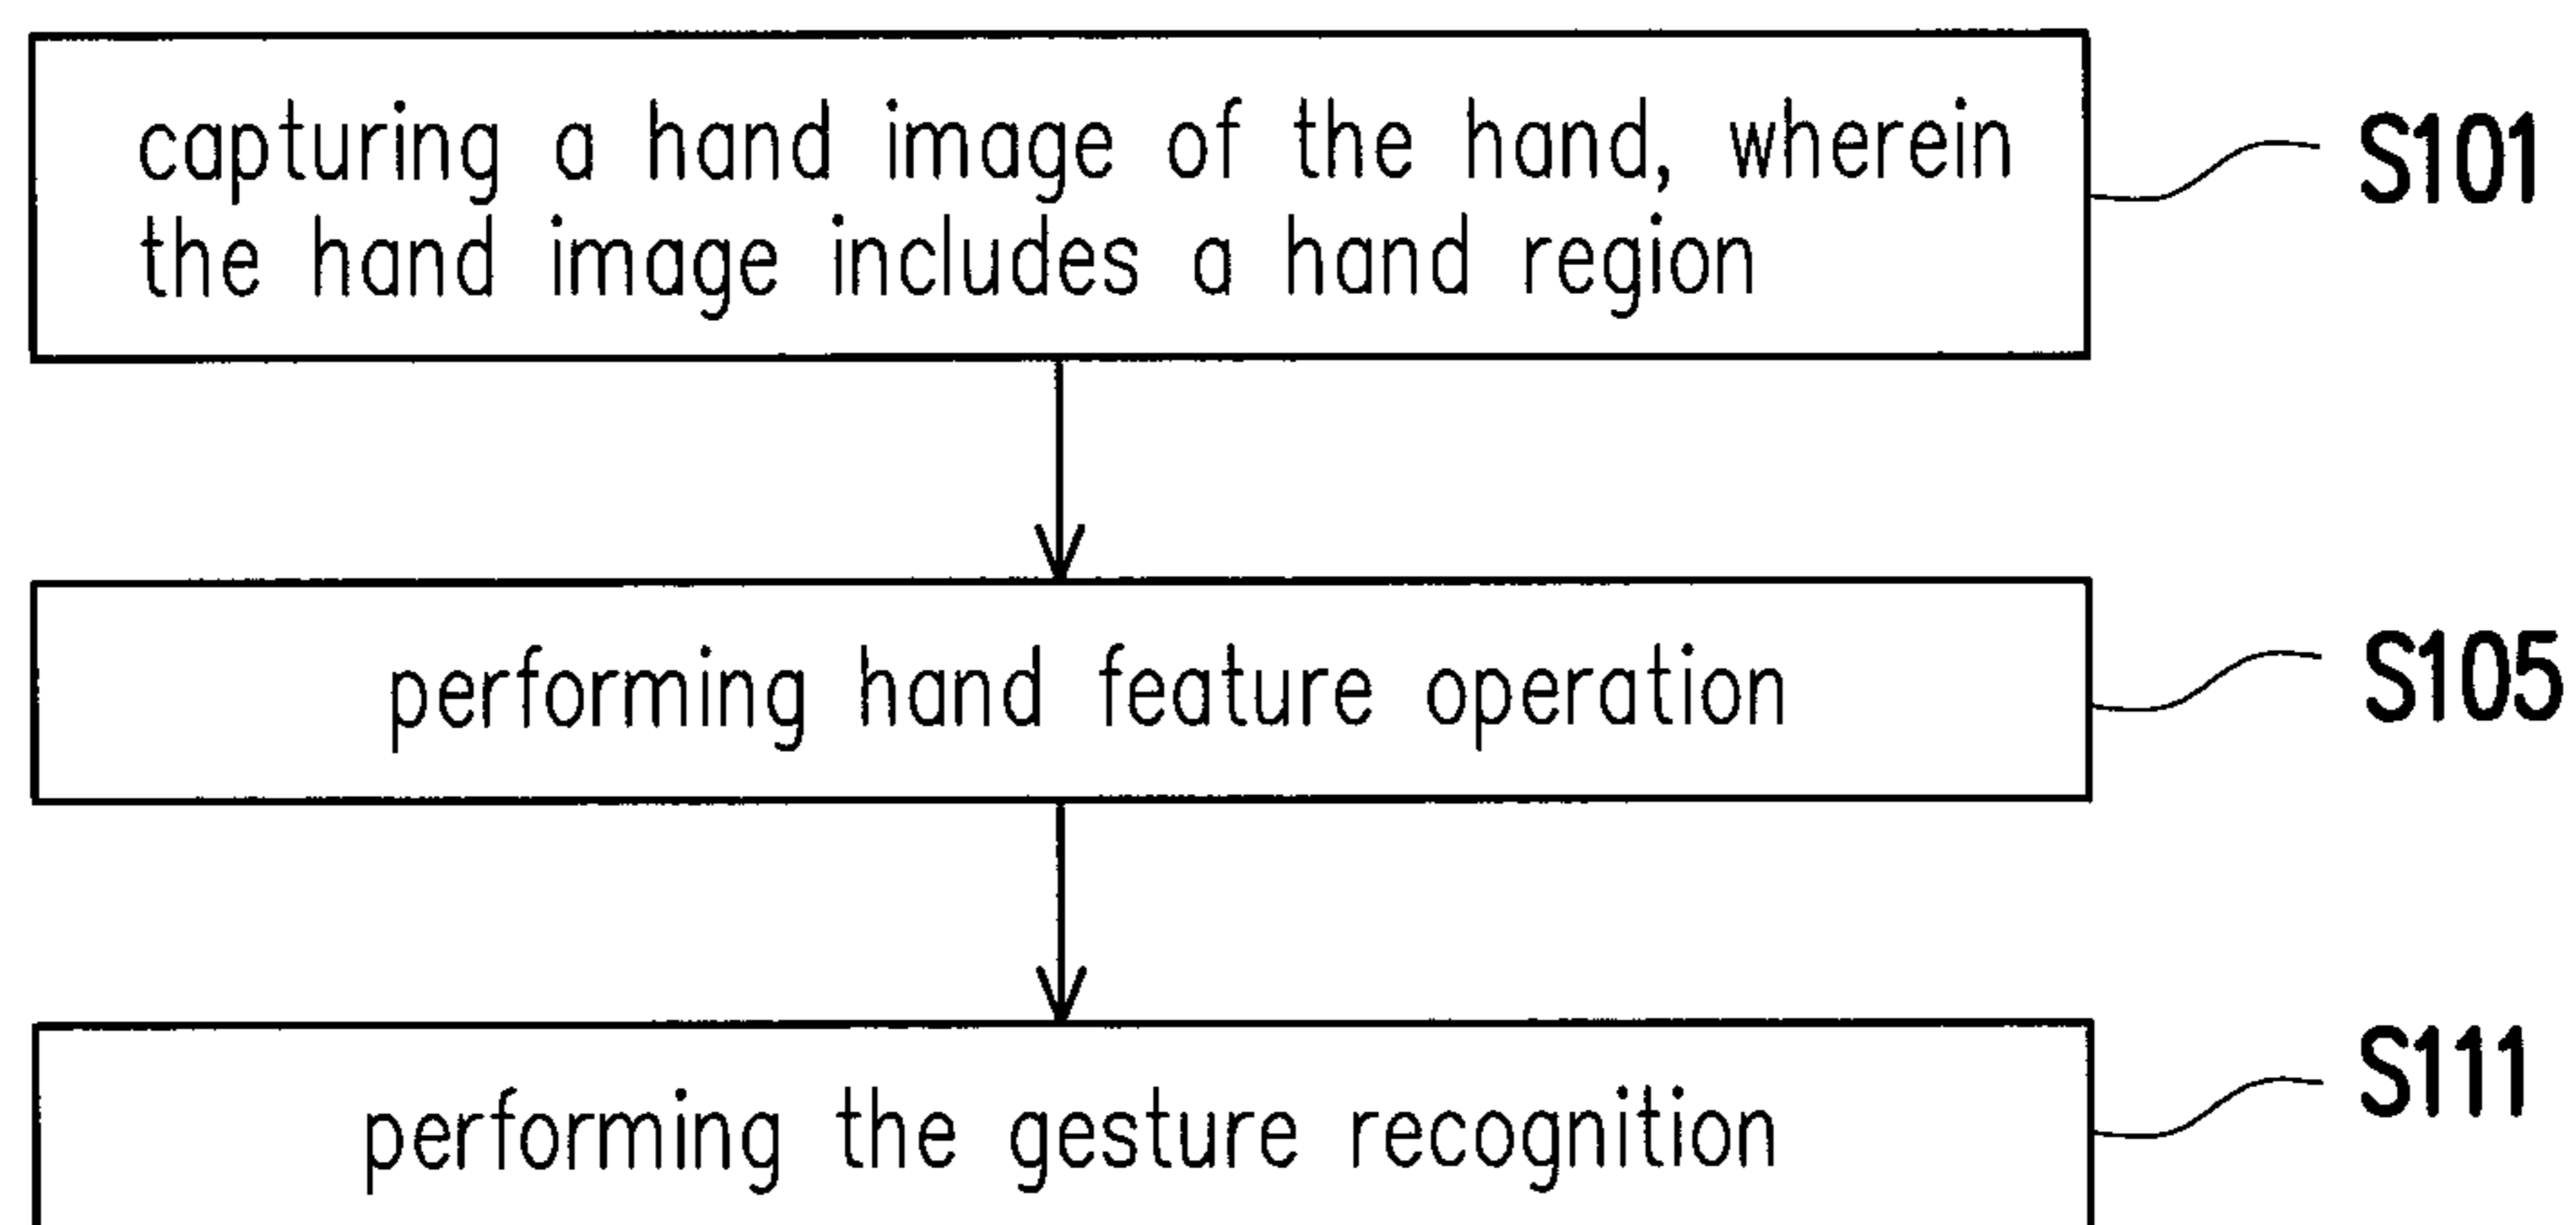 capturing a hand image of the hand, wherein
the hand image includes a hand region
S101
performing hand feature operation
S105
performing the gesture recognition
S111